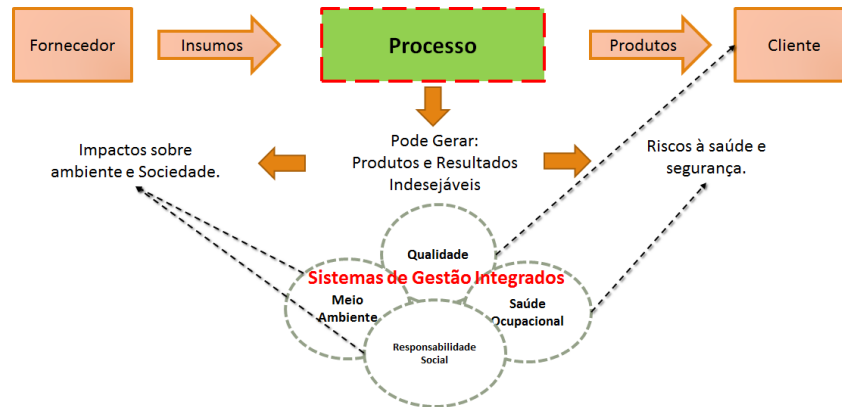 Fornecedor
Insumos
Processo
Produtos
Cliente
Impactos sobre
ambiente e Sociedade.
Pode Gerar:
Produtos e Resultados
Indesejáveis
Riscos à saúde e
segurança.
Qualidade
Sistemas de Gestão Integrados
Meio
Ambiente
Saúde
Ocupacional
Responsabilidade
Social